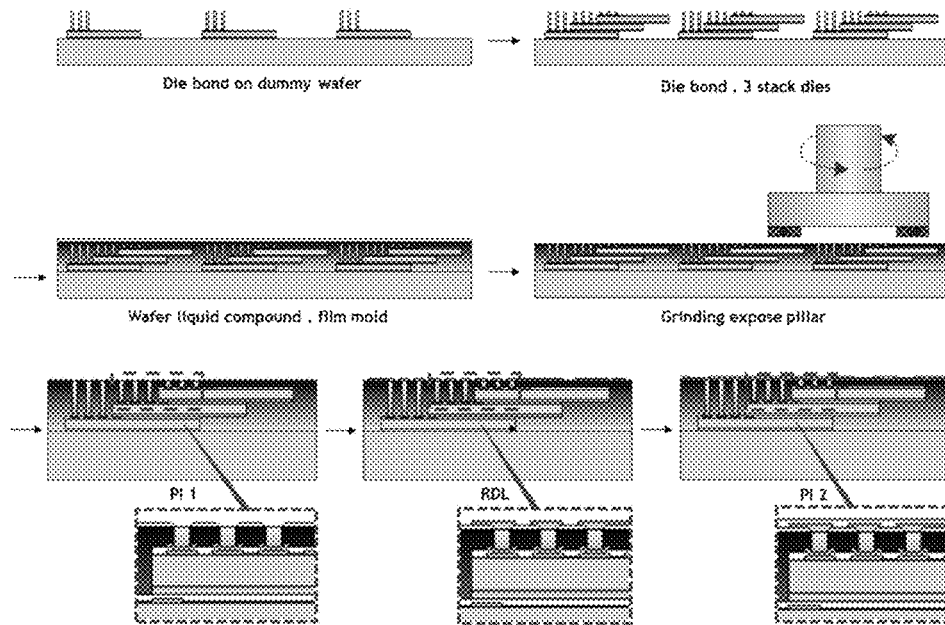 Die bond on dummy wafer
Die bond , 3 stack dies
Wafer liquid compound , film mold
Grinding expose pillar
PI 1
RDL
PI 2